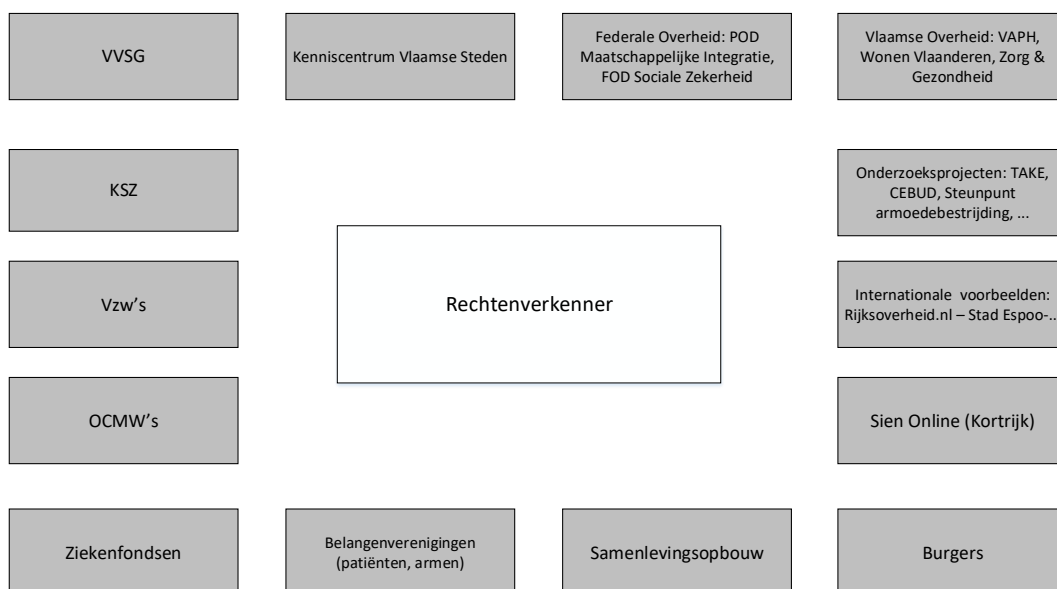 VVSG
Kenniscentrum Vlaamse Steden
Federale Overheid: POD
Maatschappelijke Integratie,
FOD Sociale Zekerheid
Vlaamse Overheid: VAPH,
Wonen Vlaanderen, Zorg &
Gezondheid
KSZ
Onderzoeksprojecten: TAKE,
CEBUD, Steunpunt
armoedebestrijding, ...
Rechtenverkenner
Vzw’s
Internationale voorbeelden:
Rijksoverheid.nl – Stad Espoo-...
OCMW’s
Sien Online (Kortrijk)
Ziekenfondsen
Belangenverenigingen
(patiënten, armen)
Samenlevingsopbouw
Burgers